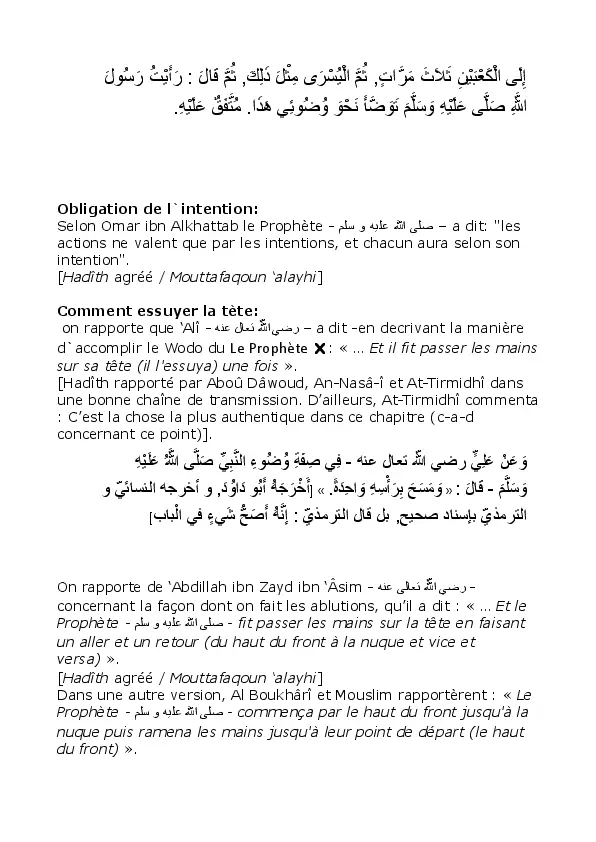 إِلَى الْكَعْبَيْنِ ثَلَاثَ مَرَّاتٍ, ثُمَّ الْيُسْرَى مِثْلَ ذَلِكَ, ثُمَّ قَالَ : رَأَيْتُ رَسُولَ
اللَّهِ صَلَّى عَلَيْهِ وَسَلَّمَ تَوَضَّأَ نَحْوَ وُضُوئِي هَذَا. مُتَّفَقٌ عَلَيْهِ.
Obligation de l`intention:
Selon Omar ibn Alkhattab le Prophète - صلى الله عليه و سلم – a dit: "les
actions ne valent que par les intentions, et chacun aura selon son
intention".
[Hadîth agréé / Mouttafaqoun ‘alayhi]
Comment essuyer la tète:
on rapporte que ‘Alî - رضي الله تعال عنه – a dit -en decrivant la manière
d`accomplir le Wodo du Le Prophète ✗: « ... Et il fit passer les mains
sur sa tête (il l'essuya) une fois ».
[Hadîth rapporté par Aboû Dâwoud, An-Nasâ-î et At-Tirmidhî dans
une bonne chaîne de transmission. D’ailleurs, At-Tirmidhî commenta
: C’est la chose la plus authentique dans ce chapitre (c-a-d
concernant ce point)].
وَعَنْ عَلِيٍّ رضي الله تعال عنه - فِي صِفَةِ وُضُوءِ النَّبِيِّ صَلَّى اللَّهُ عَلَيْهِ
وَسَلَّمَ - قَالَ : « وَمَسَحَ بِرَأْسِهِ وَاحِدَةً. » [أَخْرَجَهُ أَبُو دَاوُدَ, و أخرجه النسائيّ و
الترمذيّ بإسناد صحيح, بل قال الترمذيّ : إِنَّهُ أَصَحُّ شَيءٍ في الْباب]
On rapporte de ‘Abdillah ibn Zayd ibn ‘Âsim - رضي الله تعالى عنه -
concernant la façon dont on fait les ablutions, qu’il a dit : « ... Et le
Prophète - صلى الله عليه و سلم - fit passer les mains sur la tête en faisant
un aller et un retour (du haut du front à la nuque et vice et
versa) ».
[Hadîth agréé / Mouttafaqoun ‘alayhi]
Dans une autre version, Al Boukhârî et Mouslim rapportèrent : « Le
Prophète - صلى الله عليه و سلم - commença par le haut du front jusqu'à la
nuque puis ramena les mains jusqu'à leur point de départ (le haut
du front) ».